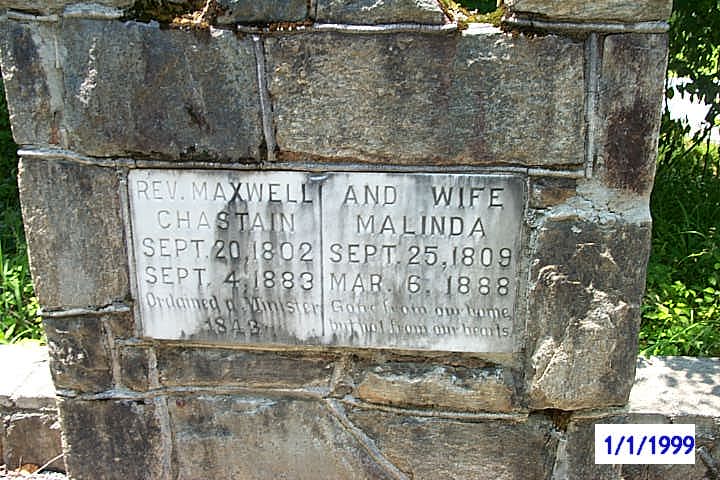 REV. MAXWELL
CHASTAIN
SEPT. 20, 1802
SEPT. 4, 1883
Ordained a Minister
1843
AND WIFE
MALINDA
SEPT. 25, 1809
MAR. 6, 1888
Gone from our home,
but not from our hearts.
1/1/1999